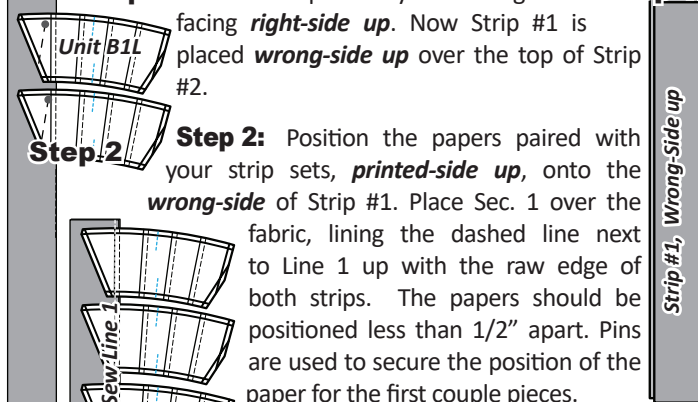 facing right-side up. Now Strip #1 is
placed wrong-side up over the top of Strip
#2.
Unit B1L
Step 2
Step 2: Position the papers paired with
your strip sets, printed-side up, onto the
wrong-side of Strip #1. Place Sec. 1 over the
fabric, lining the dashed line next
to Line 1 up with the raw edge of
both strips. The papers should be
positioned less than 1/2” apart. Pins
are used to secure the position of the
paper for the first couple pieces.
Sew Line 1
Strip #1, Wrong-Side up